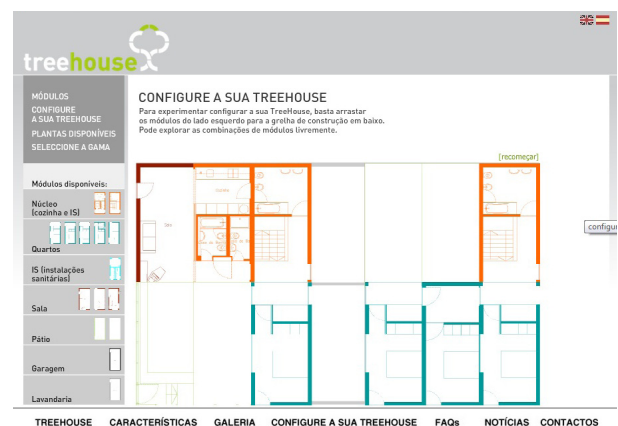 treehouse
MÓDULOS
CONFIGURE
A SUA TREEHOUSE
PLANTAS DISPONÍVEIS
SELECCIONE A GAMA
CONFIGURE A SUA TREEHOUSE
Para experimentar configurar a sua TreeHouse, basta arrastar
os módulos do lado esquerdo para a grelha de construção em baixo.
Pode explorar as combinações de módulos livremente.
[recomeçar]
Módulos disponíveis:
Núcleo
(cozinha e IS)
Quartos
IS (instalações
sanitárias)
Sala
Pátio
Garagem
Lavandaria
Sala
Cozinha
configu
TREEHOUSE CARACTERÍSTICAS GALERIA CONFIGURE A SUA TREEHOUSE FAQs NOTÍCIAS CONTACTOS